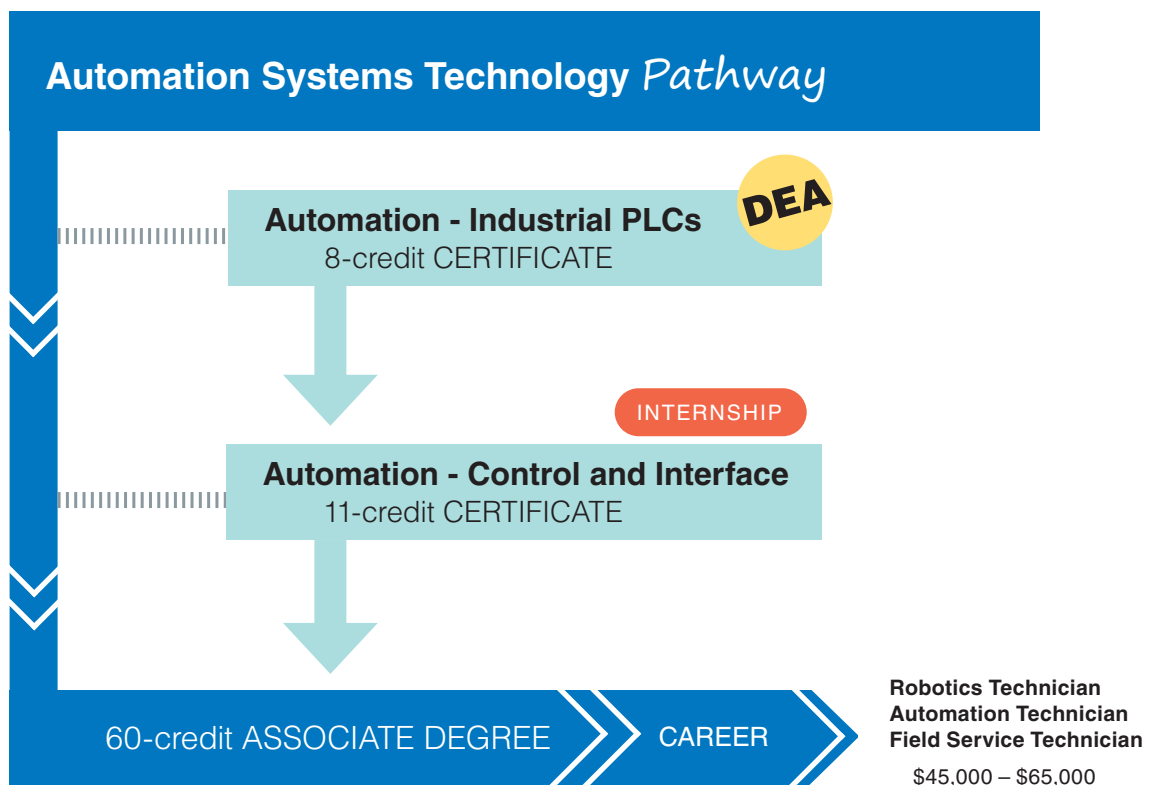 Automation Systems Technology Pathway
DEA
Automation - Industrial PLCs
8-credit CERTIFICATE
INTERNSHIP
Automation - Control and Interface
11-credit CERTIFICATE
60-credit ASSOCIATE DEGREE
CAREER
Robotics Technician
Automation Technician
Field Service Technician
$45,000 – $65,000